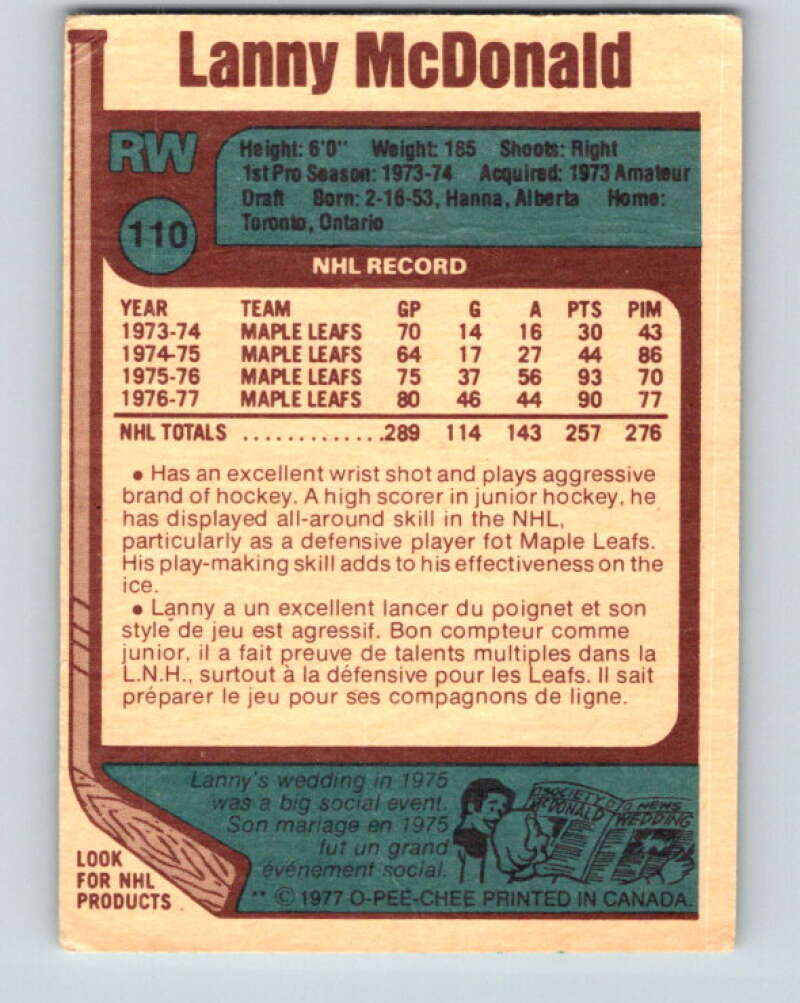 Lanny McDonald
RW
110
Height: 6'0" Weight: 185 Shoots: Right
1st Pro Season: 1973-74 Acquired: 1973 Amateur
Draft Born: 2-16-53, Hanna, Alberta Home:
Toronto, Ontario
NHL RECORD
YEAR TEAM GP G A PTS PIM
1973-74 MAPLE LEAFS 70 14 16 30 43
1974-75 MAPLE LEAFS 64 17 27 44 86
1975-76 MAPLE LEAFS 75 37 56 93 70
1976-77 MAPLE LEAFS 80 46 44 90 77
NHL TOTALS .............289 114 143 257 276
• Has an excellent wrist shot and plays aggressive
brand of hockey. A high scorer in junior hockey, he
has displayed all-around skill in the NHL,
particularly as a defensive player fot Maple Leafs.
His play-making skill adds to his effectiveness on the
ice.
• Lanny a un excellent lancer du poignet et son
style de jeu est agressif. Bon compteur comme
junior, il a fait preuve de talents multiples dans la
L.N.H., surtout à la défensive pour les Leafs. Il sait
préparer le jeu pour ses compagnons de ligne.
Lanny's wedding in 1975
was a big social event.
Son mariage en 1975
fut un grand
événement social.
SOCIETY NEWS
McDONALD WEDDING
LOOK
FOR NHL
PRODUCTS
** © 1977 O-PEE-CHEE PRINTED IN CANADA.